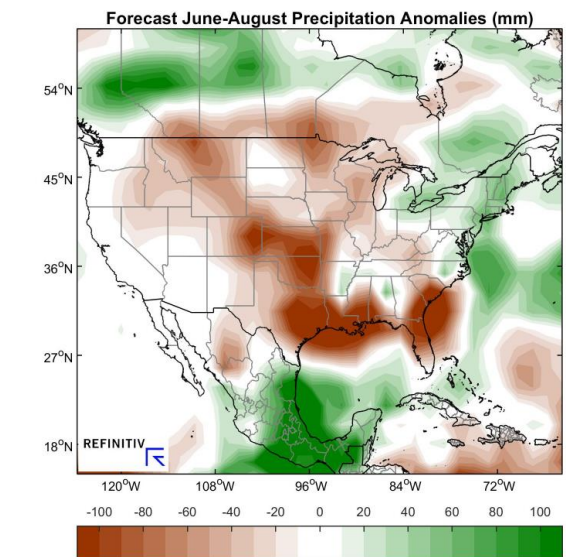 Forecast June-August Precipitation Anomalies (mm)
54°N
45°N
36°N
27°N
18°N
REFINITIV
120°W 108°W 96°W 84°W 72°W
-100 -80 -60 -40 -20 0 20 40 60 80 100